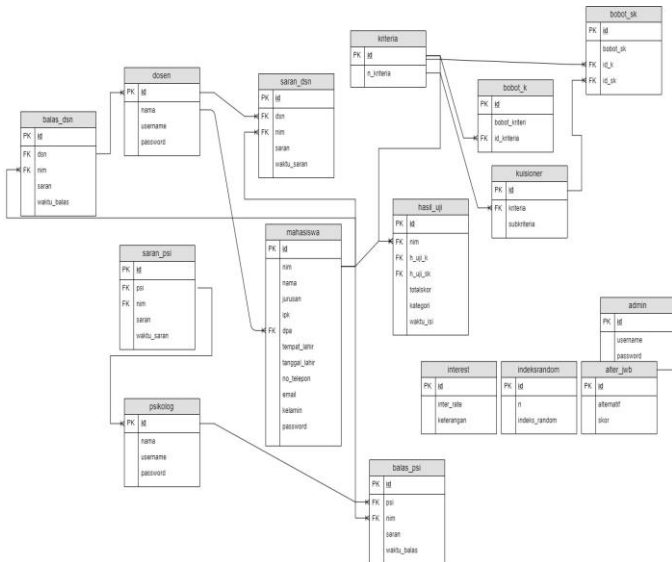 bobot_sk
PK id
bobot_sk
FK id_k
FK id_sk
kriteria
PK id
n_kriteria
dosen
PK id
nama
username
password
saran_dsn
PK id
FK dsn
FK nim
saran
waktu_saran
bobot_k
PK id
bobot_kriteri
FK id_kriteria
balas_dsn
PK id
FK dsn
FK nim
saran
waktu_balas
kuisioner
PK id
FK kriteria
subkriteria
hasil_uji
PK id
FK nim
FK h_uji_k
FK h_uji_sk
totalskor
kategori
waktu_isi
mahasiswa
PK id
nim
nama
jurusan
ipk
FK dpa
tempat_lahir
tanggal_lahir
no_telepon
email
kelamin
password
saran_psi
PK id
FK psi
FK nim
saran
waktu_saran
admin
PK id
username
password
interest
PK id
inter_rate
keterangan
indeksrandom
PK id
n
indeks_random
alter_jwb
PK id
alternatif
skor
psikolog
PK id
nama
username
password
balas_psi
PK id
FK psi
FK nim
saran
waktu_balas